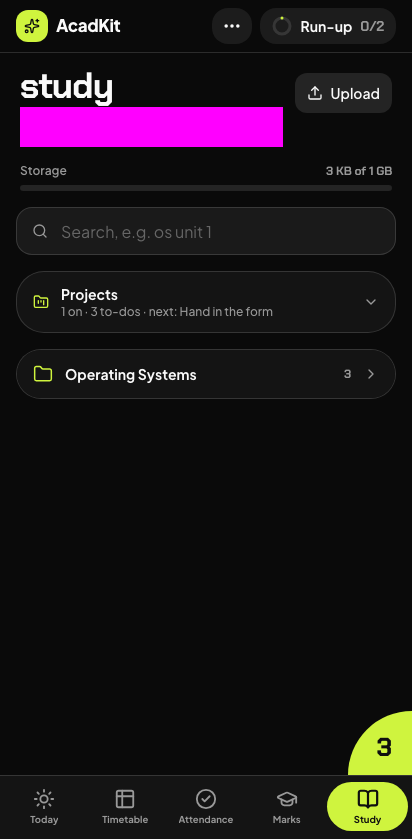 AcadKit
Run-up 0/2
study
Upload
Storage 3 KB of 1 GB
Search, e.g. os unit 1
Projects
1 on · 3 to-dos · next: Hand in the form
Operating Systems 3
3
Today Timetable Attendance Marks Study